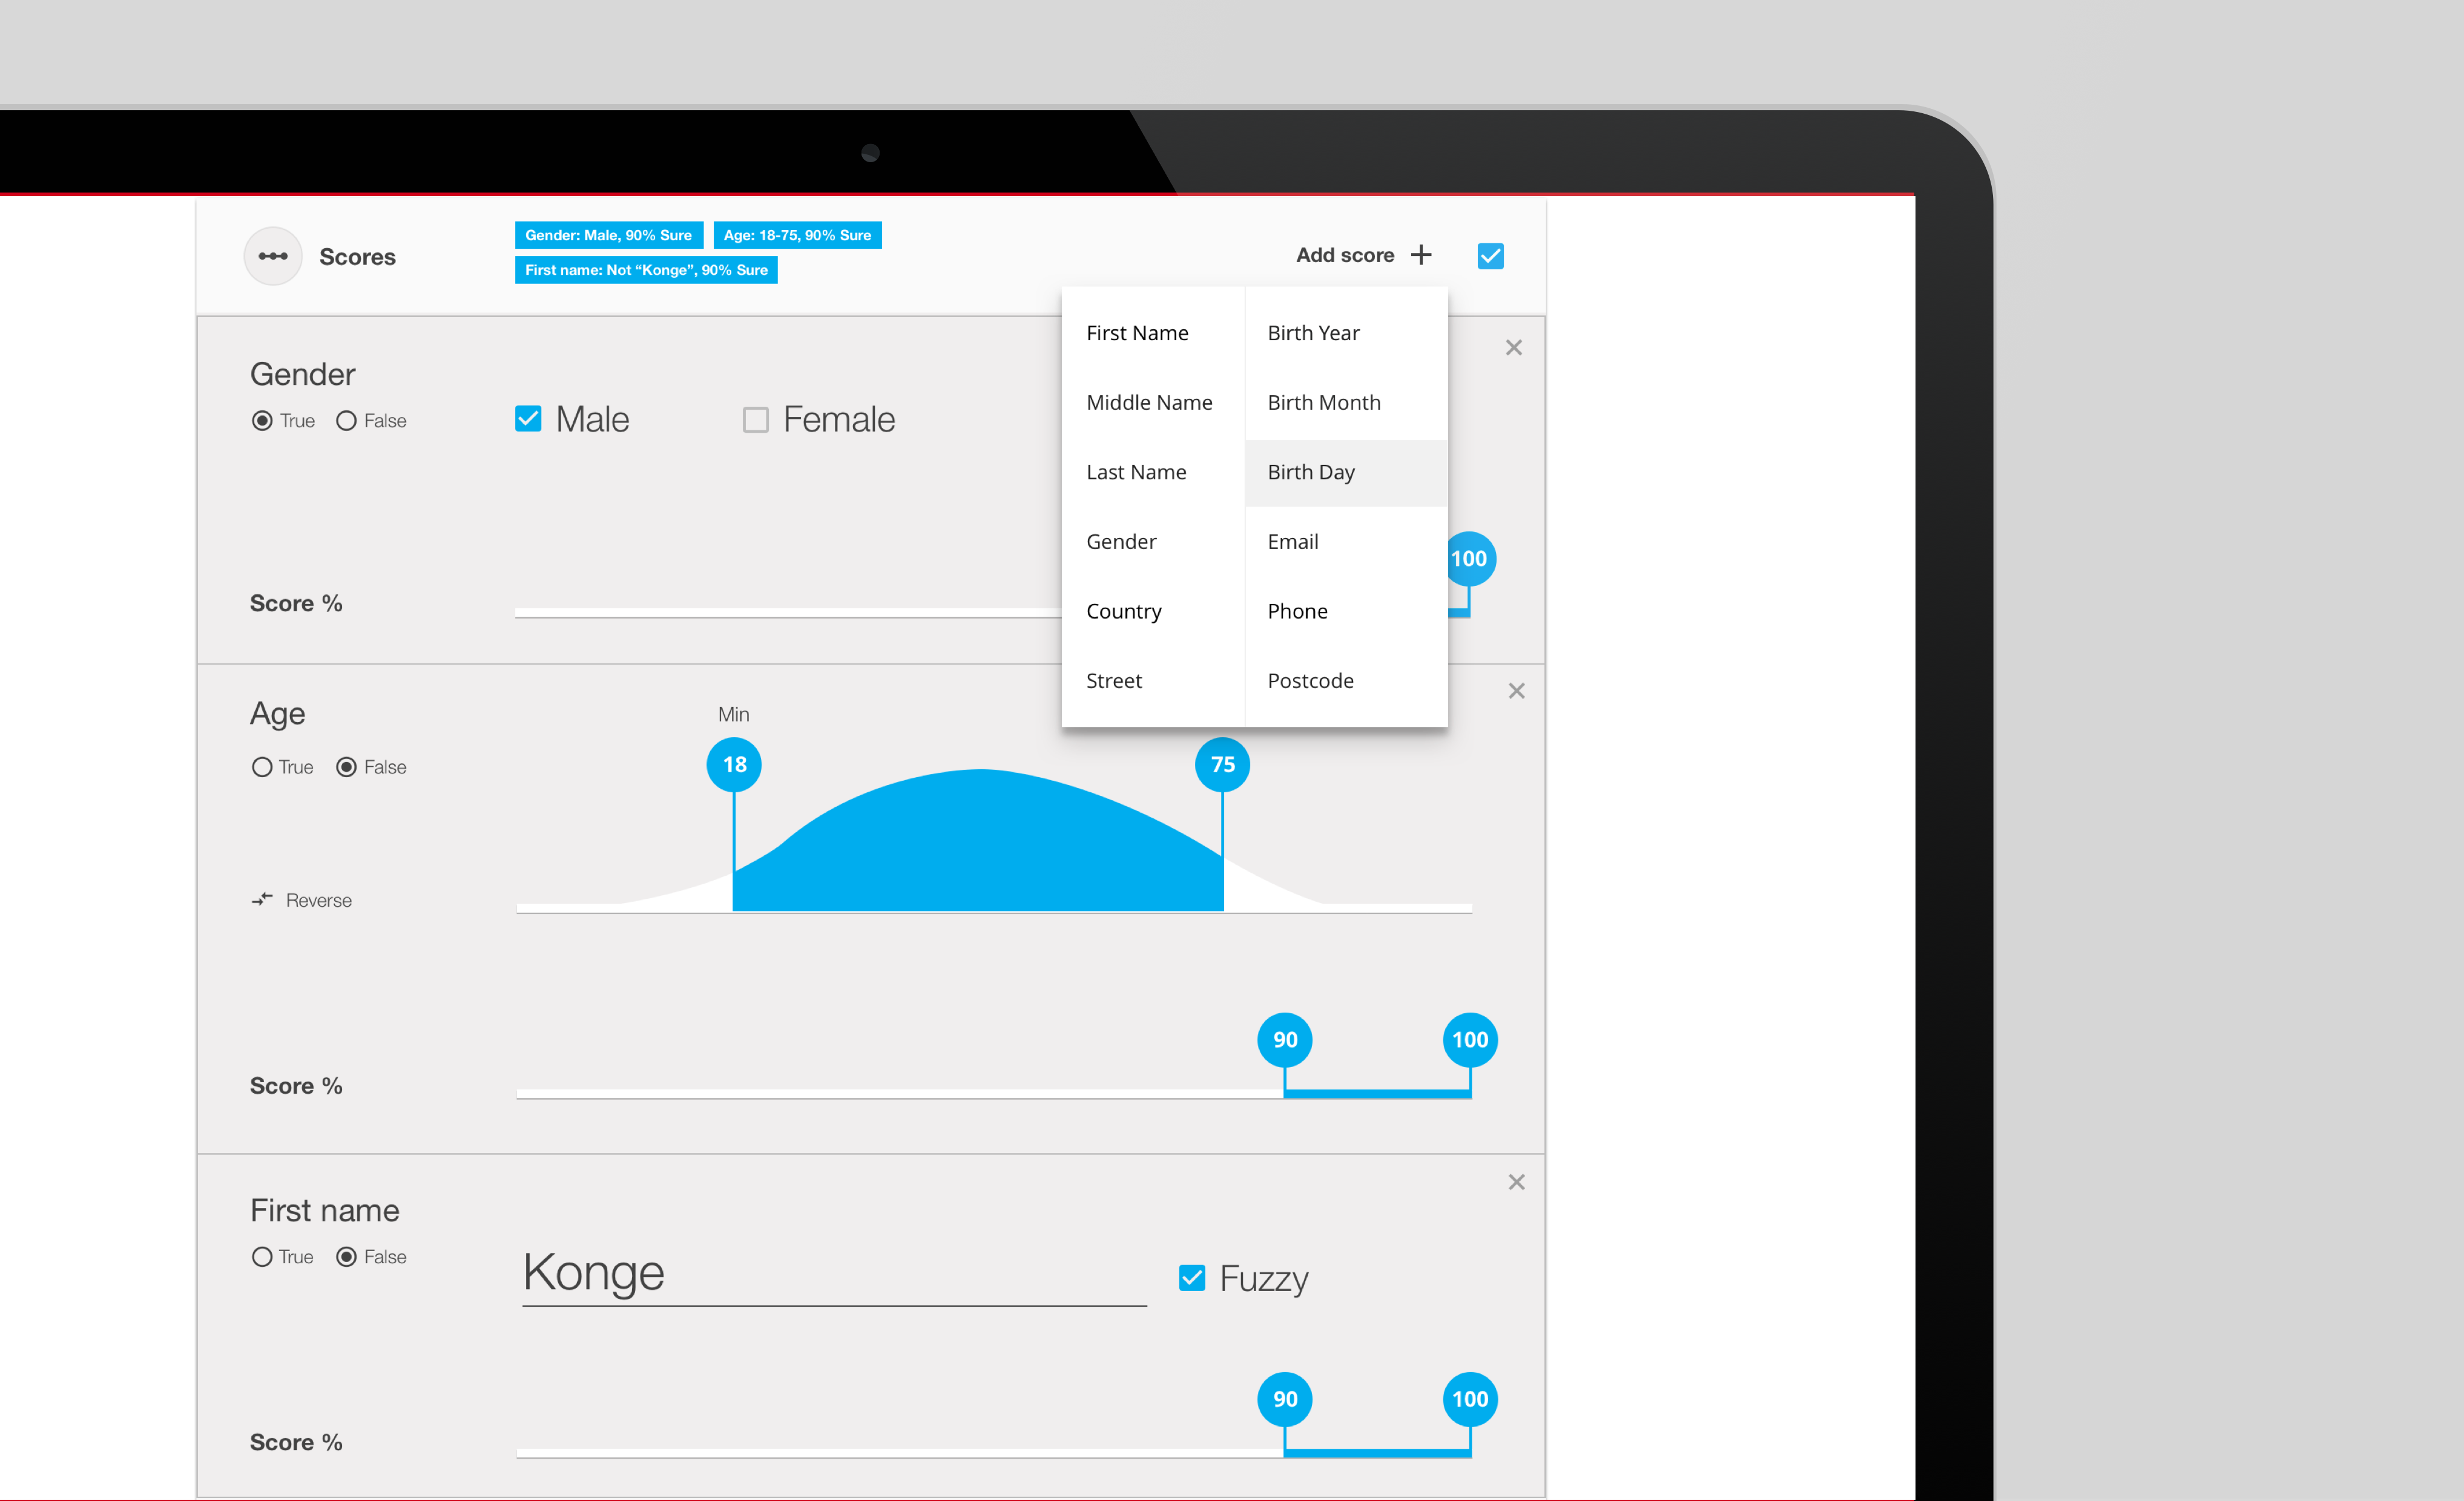 Scores
Gender: Male, 90% Sure
Age: 18-75, 90% Sure
First name: Not “Konge”, 90% Sure
Add score +
First Name
Middle Name
Last Name
Gender
Country
Street
Birth Year
Birth Month
Birth Day
Email
Phone
Postcode
Gender
True False
Male
Female
100
Score %
Age
True False
Min
18
75
Reverse
90
100
Score %
First name
True False
Konge
Fuzzy
90
100
Score %